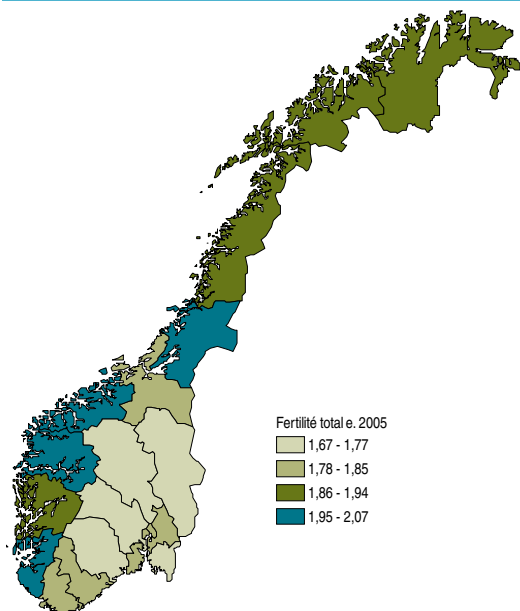 Fertilité total e. 2005
1,67 - 1,77
1,78 - 1,85
1,86 - 1,94
1,95 - 2,07